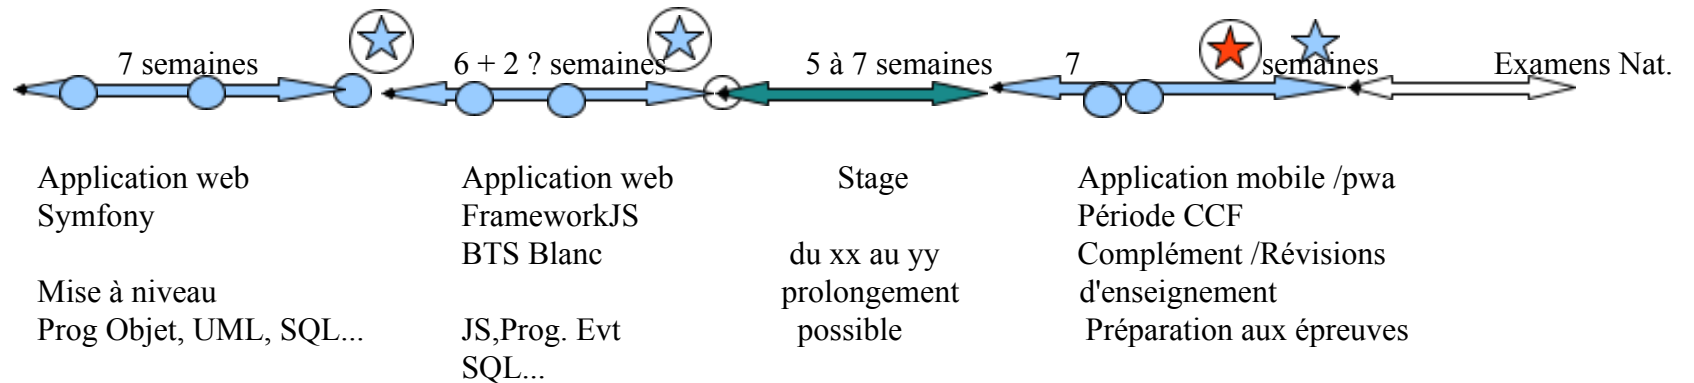 7 semaines
6 + 2 ? semaines
5 à 7 semaines
7 semaines
Examens Nat.
Application web
Symfony
Mise à niveau
Prog Objet, UML, SQL...
Application web
FrameworkJS
BTS Blanc
JS,Prog. Evt
SQL...
Stage
du xx au yy
prolongement
possible
Application mobile /pwa
Période CCF
Complément /Révisions
d'enseignement
Préparation aux épreuves